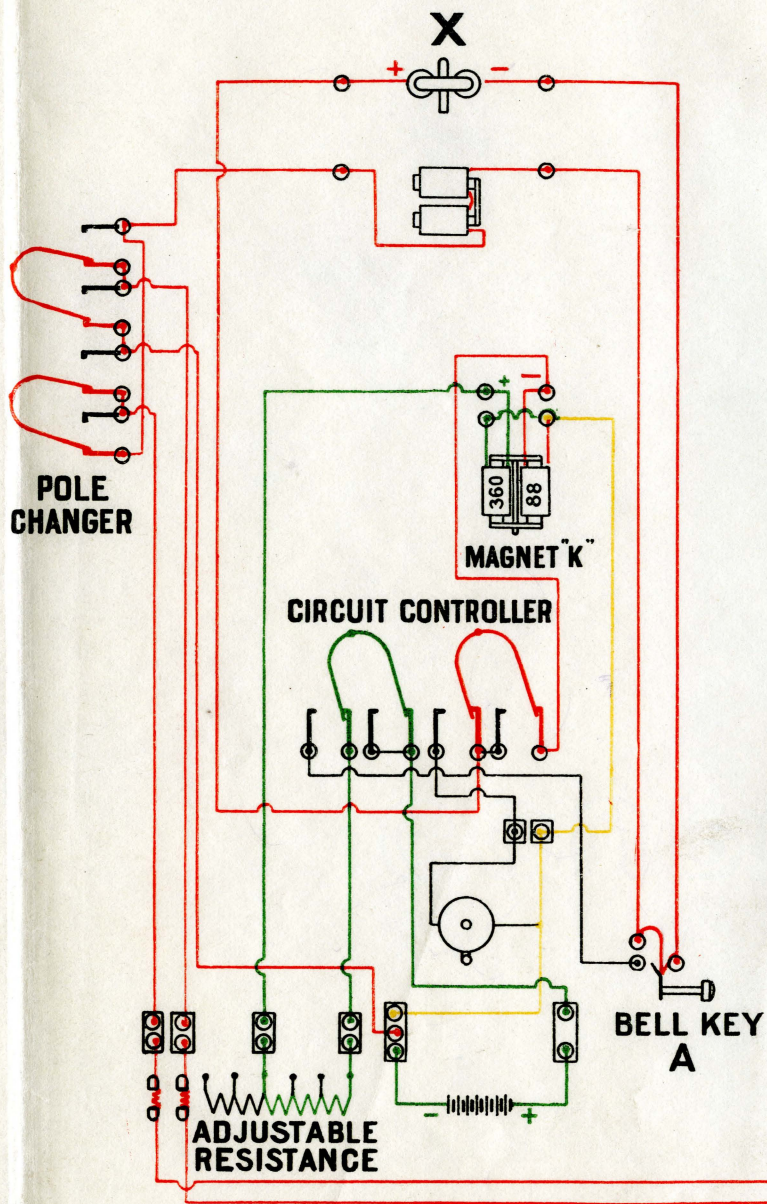 X
+ −
POLE
CHANGER
+ −
360
88
MAGNET "K"
CIRCUIT CONTROLLER
BELL KEY
A
− +
ADJUSTABLE
RESISTANCE